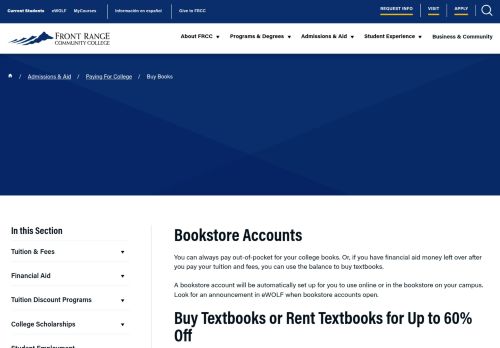 Current Students eWOLF MyCourses Información en español Give to FRCC REQUEST INFO VISIT APPLY
FRONT RANGE
COMMUNITY COLLEGE
About FRCC Programs & Degrees Admissions & Aid Student Experience Business & Community
/ Admissions & Aid / Paying For College / Buy Books
In this Section
Tuition & Fees
Financial Aid
Tuition Discount Programs
College Scholarships
Student Employment
Bookstore Accounts
You can always pay out-of-pocket for your college books. Or, if you have financial aid money left over after
you pay your tuition and fees, you can use the balance to buy textbooks.
A bookstore account will be automatically set up for you to use online or in the bookstore on your campus.
Look for an announcement in eWOLF when bookstore accounts open.
Buy Textbooks or Rent Textbooks for Up to 60%
Off